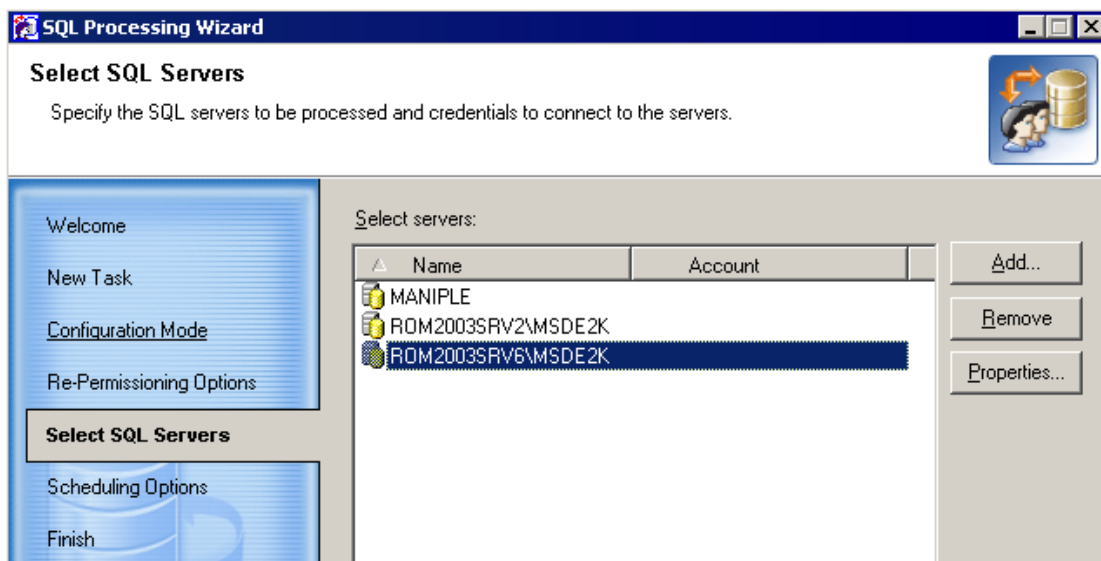 SQL Processing Wizard
Select SQL Servers
Specify the SQL servers to be processed and credentials to connect to the servers.
Welcome
New Task
Configuration Mode
Re-Permissioning Options
Select SQL Servers
Scheduling Options
Finish
Select servers:
Name Account
MANIPLE
ROM2003SRV2\MSDE2K
ROM2003SRV6\MSDE2K
Add...
Remove
Properties...